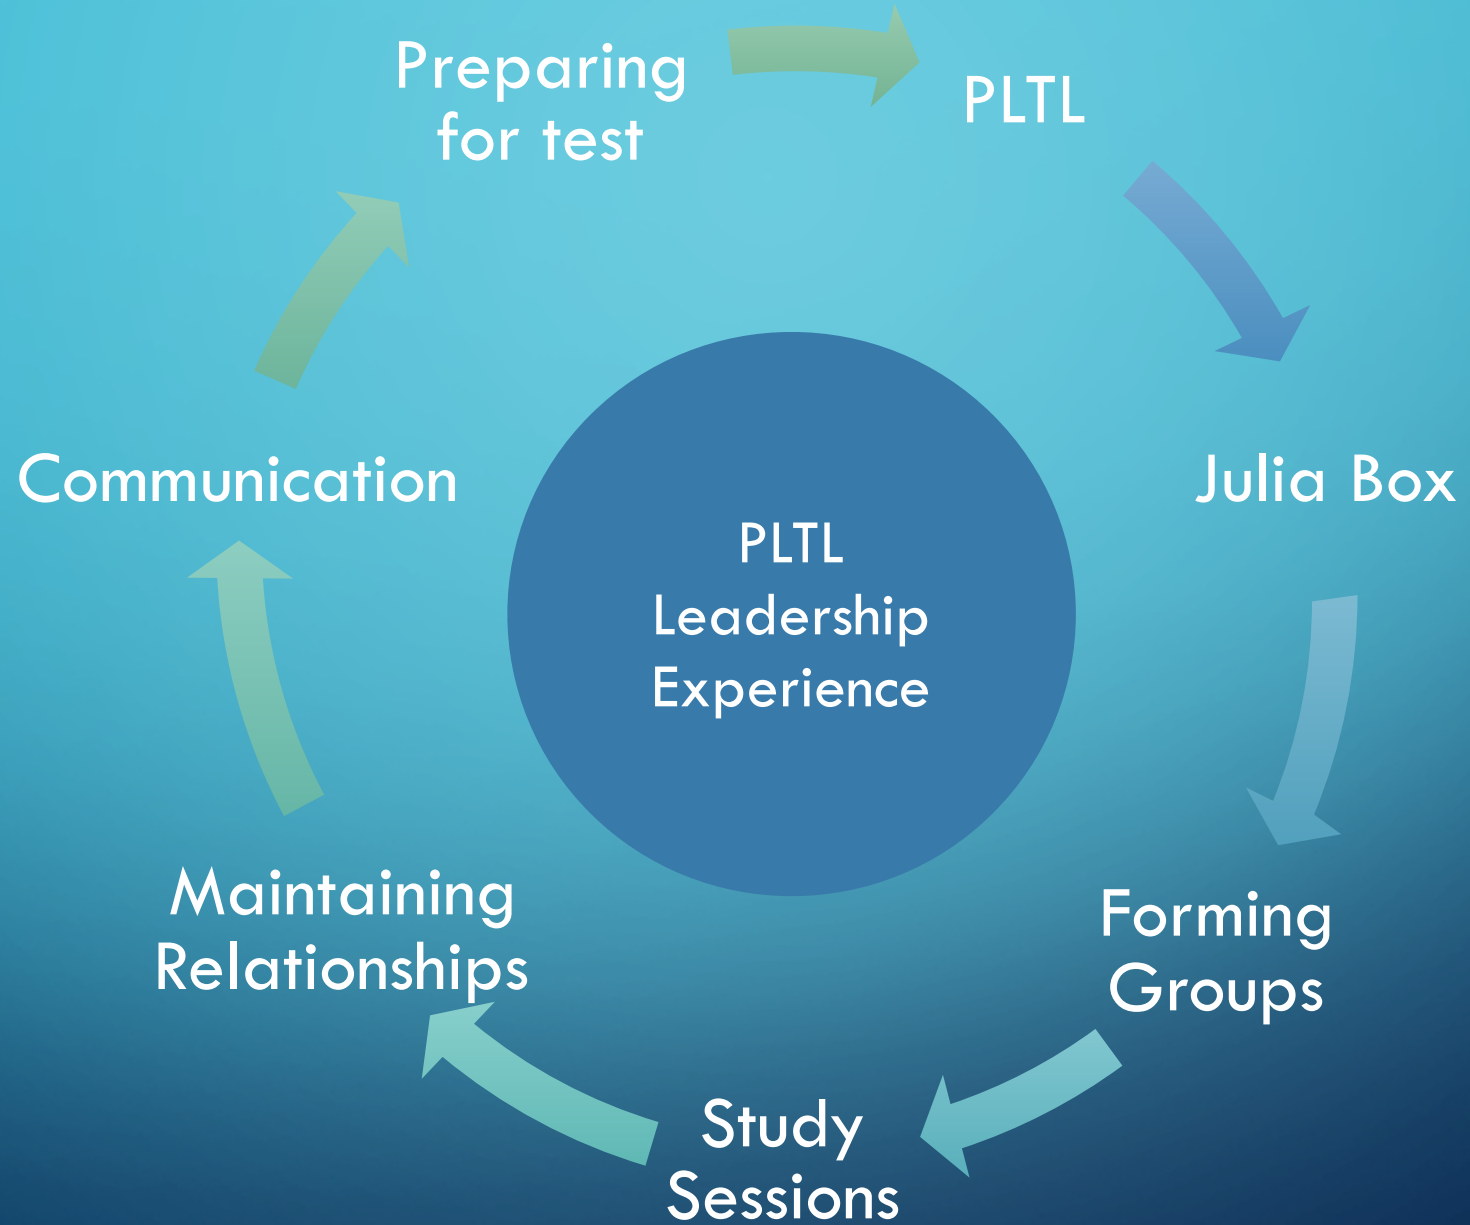 Preparing
for test
PLTL
Julia Box
Forming
Groups
Study
Sessions
Maintaining
Relationships
Communication
PLTL
Leadership
Experience